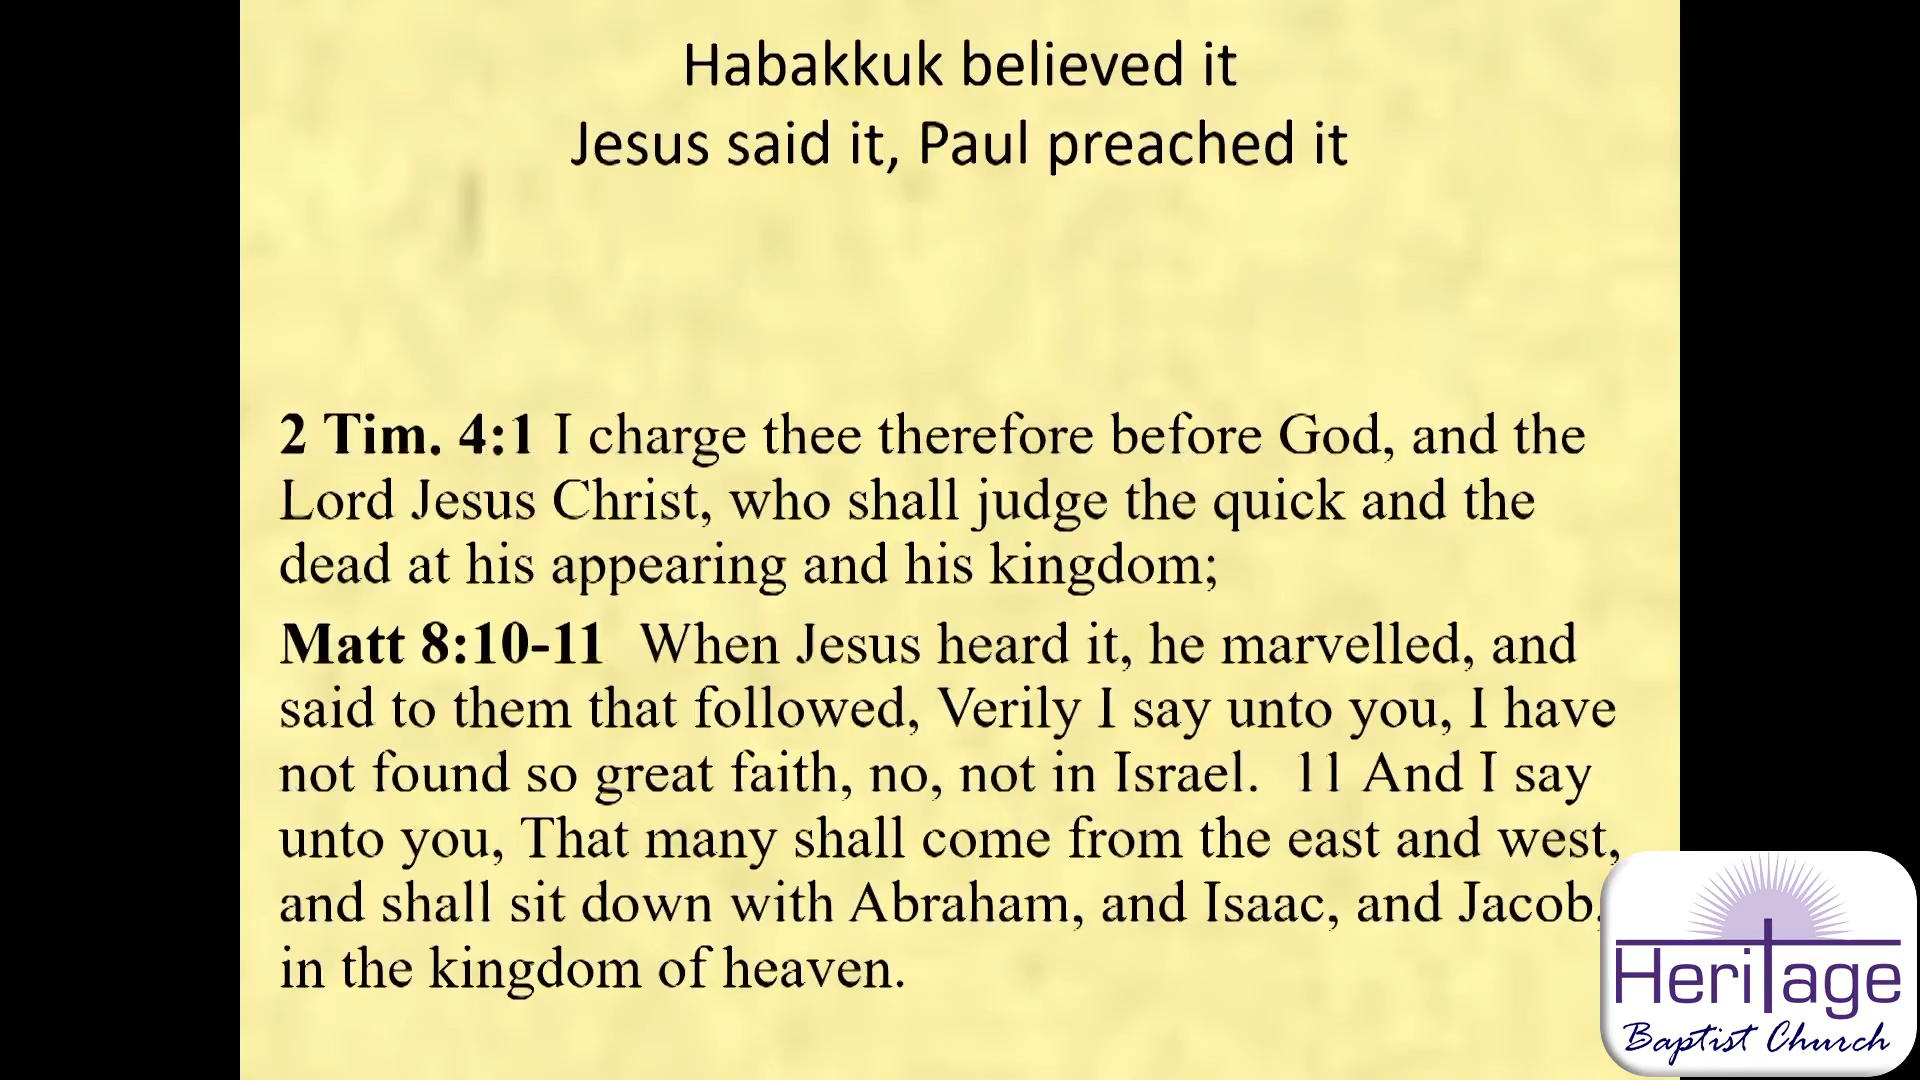 Habakkuk believed it
Jesus said it, Paul preached it
2 Tim. 4:1 I charge thee therefore before God, and the
Lord Jesus Christ, who shall judge the quick and the
dead at his appearing and his kingdom;
Matt 8:10-11 When Jesus heard it, he marvelled, and
said to them that followed, Verily I say unto you, I have
not found so great faith, no, not in Israel. 11 And I say
unto you, That many shall come from the east and west,
and shall sit down with Abraham, and Isaac, and Jacob,
in the kingdom of heaven.
Heritage
Baptist Church